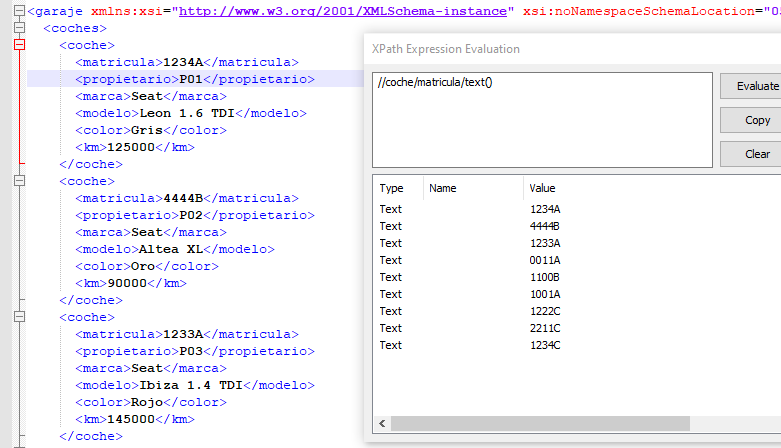 <garaje xmlns:xsi="http://www.w3.org/2001/XMLSchema-instance" xsi:noNamespaceSchemaLocation="
<coches>
<coche>
<matricula>1234A</matricula>
<propietario>P01</propietario>
<marca>Seat</marca>
<modelo>Leon 1.6 TDI</modelo>
<color>Gris</color>
<km>125000</km>
</coche>
<coche>
<matricula>4444B</matricula>
<propietario>P02</propietario>
<marca>Seat</marca>
<modelo>Altea XL</modelo>
<color>Oro</color>
<km>90000</km>
</coche>
<coche>
<matricula>1233A</matricula>
<propietario>P03</propietario>
<marca>Seat</marca>
<modelo>Ibiza 1.4 TDI</modelo>
<color>Rojo</color>
<km>145000</km>
</coche>
XPath Expression Evaluation
//coche/matricula/text()
Evaluate
Copy
Clear
Type Name Value
Text 1234A
Text 4444B
Text 1233A
Text 0011A
Text 1100B
Text 1001A
Text 1222C
Text 2211C
Text 1234C